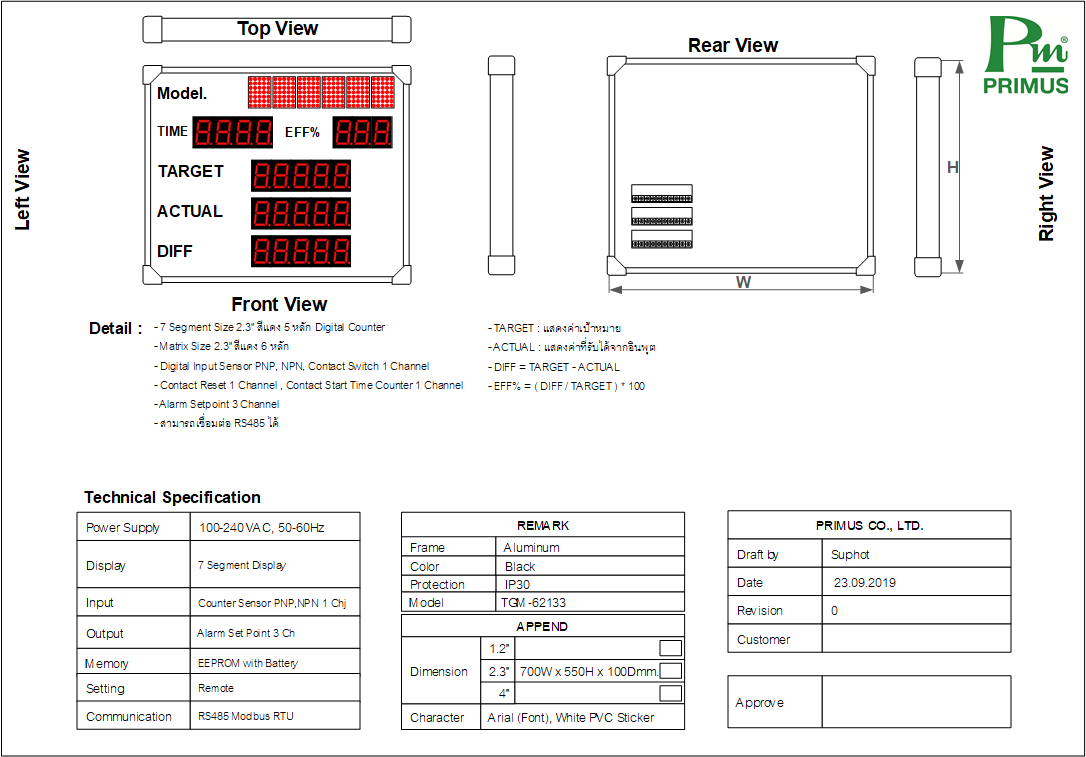 Top View
Rear View
Pm®
PRIMUS
Left View
Right View
H
W
Model.
TIME 8.8.8.8. EFF% 8.8.8.
TARGET 8.8.8.8.8.
ACTUAL 8.8.8.8.8.
DIFF 8.8.8.8.8.
Front View
Detail :
- 7 Segment Size 2.3" สีแดง 5 หลัก Digital Counter
- Matrix Size 2.3" สีแดง 6 หลัก
- Digital Input Sensor PNP, NPN, Contact Switch 1 Channel
- Contact Reset 1 Channel , Contact Start Time Counter 1 Channel
- Alarm Setpoint 3 Channel
- สามารถเชื่อมต่อ RS485 ได้
- TARGET : แสดงค่าเป้าหมาย
- ACTUAL : แสดงค่าที่รับได้จากอินพุต
- DIFF = TARGET - ACTUAL
- EFF% = ( DIFF / TARGET ) * 100
Technical Specification
Power Supply 100-240 VAC, 50-60Hz
Display 7 Segment Display
Input Counter Sensor PNP,NPN 1 Chj
Output Alarm Set Point 3 Ch
Memory EEPROM with Battery
Setting Remote
Communication RS485 Modbus RTU
REMARK
Frame Aluminum
Color Black
Protection IP30
Model TGM-62133
APPEND
Dimension
1.2"
2.3" 700W x 550H x 100Dmm.
4"
Character Arial (Font), White PVC Sticker
PRIMUS CO., LTD.
Draft by Suphot
Date 23.09.2019
Revision 0
Customer
Approve